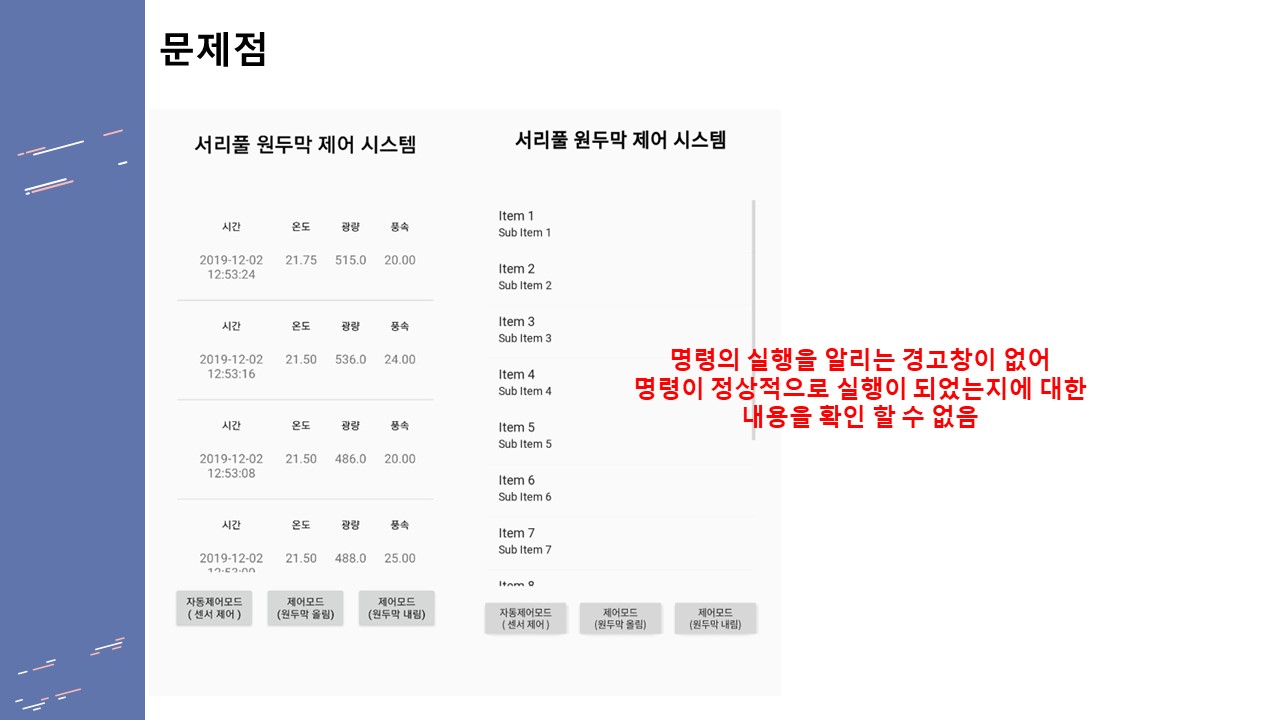 문제점
서리풀 원두막 제어 시스템
시간 온도 광량 풍속
2019-12-02 21.75 515.0 20.00
12:53:24
시간 온도 광량 풍속
2019-12-02 21.50 536.0 24.00
12:53:16
시간 온도 광량 풍속
2019-12-02 21.50 486.0 20.00
12:53:08
시간 온도 광량 풍속
2019-12-02 21.50 488.0 25.00
자동제어모드 제어모드 제어모드
( 센서 제어 ) (원두막 올림) (원두막 내림)
서리풀 원두막 제어 시스템
Item 1
Sub Item 1
Item 2
Sub Item 2
Item 3
Sub Item 3
Item 4
Sub Item 4
Item 5
Sub Item 5
Item 6
Sub Item 6
Item 7
Sub Item 7
Item 8
자동제어모드 제어모드 제어모드
( 센서 제어 ) (원두막 올림) (원두막 내림)
명령의 실행을 알리는 경고창이 없어
명령이 정상적으로 실행이 되었는지에 대한
내용을 확인 할 수 없음